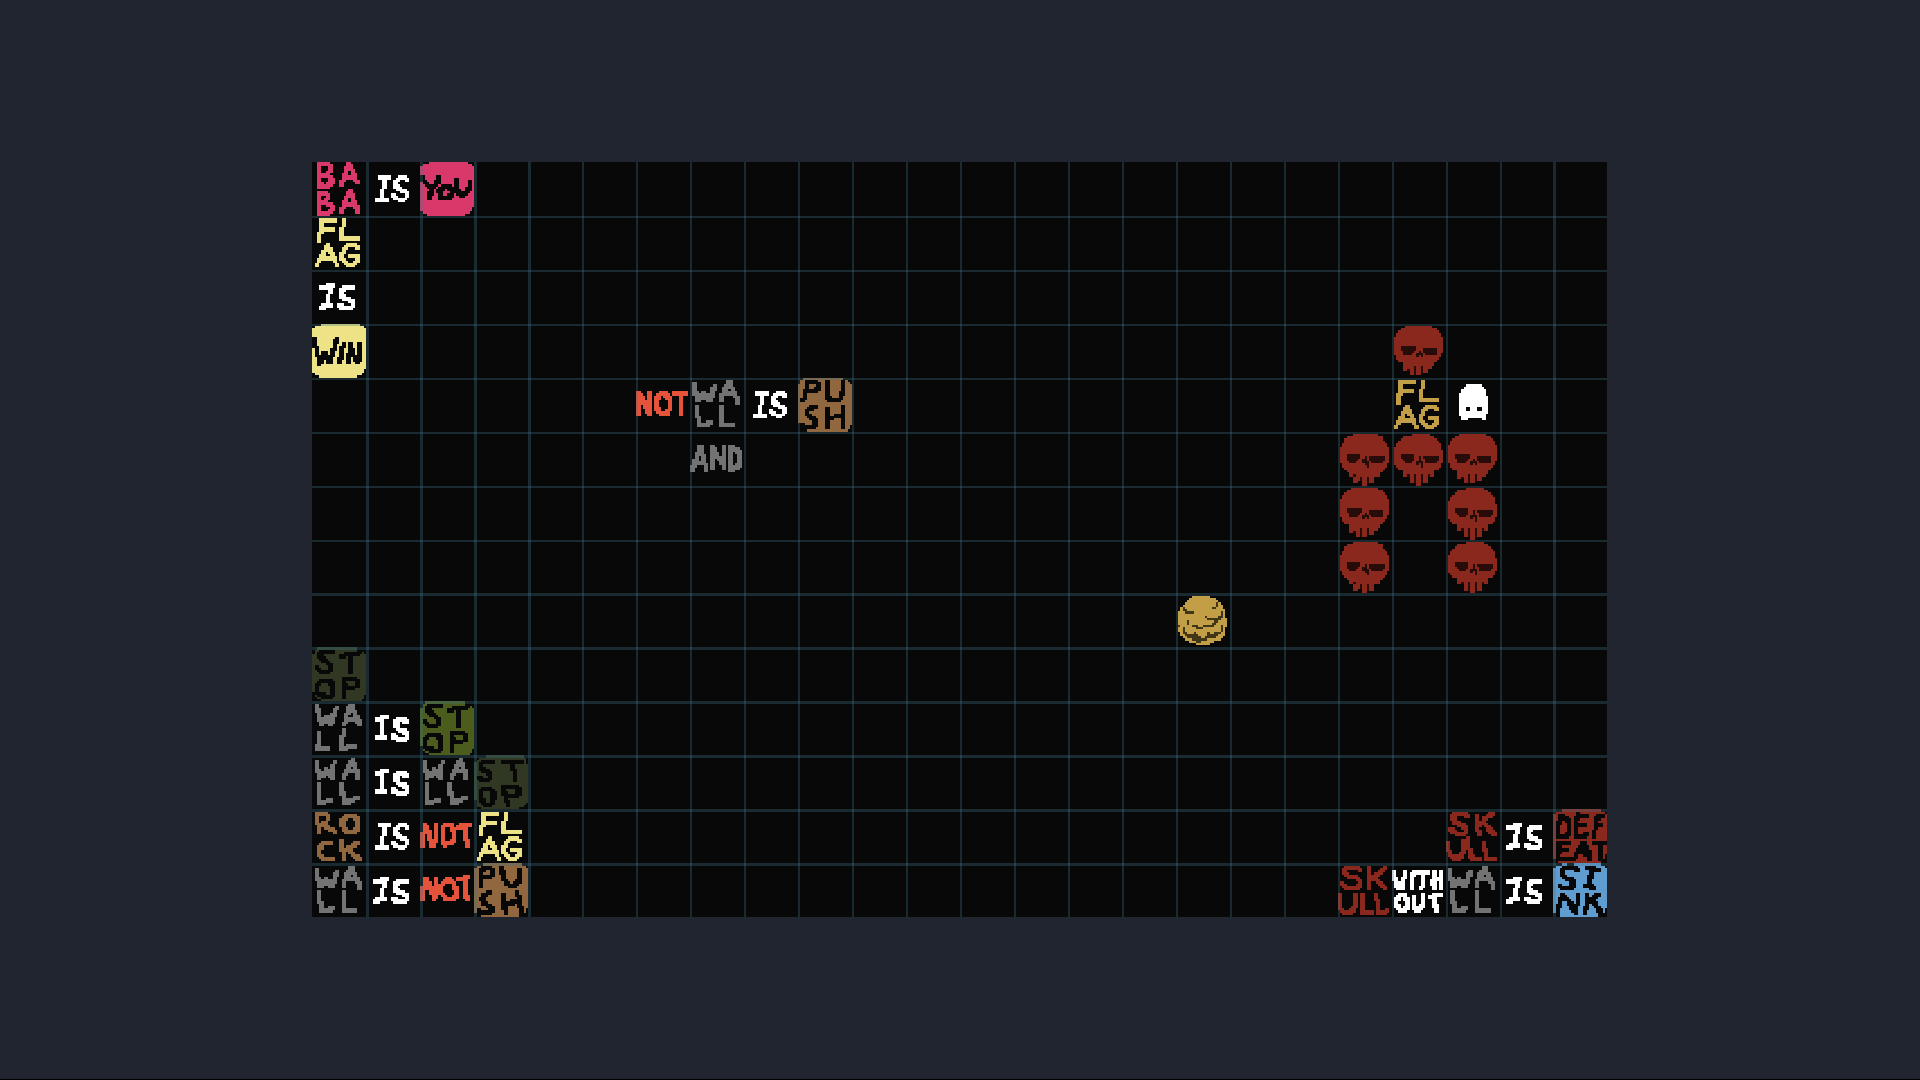 BABA IS YOU
FLAG
IS
WIN
NOT WALL IS PUSH FLAG
AND
STOP
WALL IS STOP
WALL IS WALL STOP
ROCK IS NOT FLAG SKULL IS DEFEAT
WALL IS NOT PUSH SKULL WITHOUT WALL IS SINK